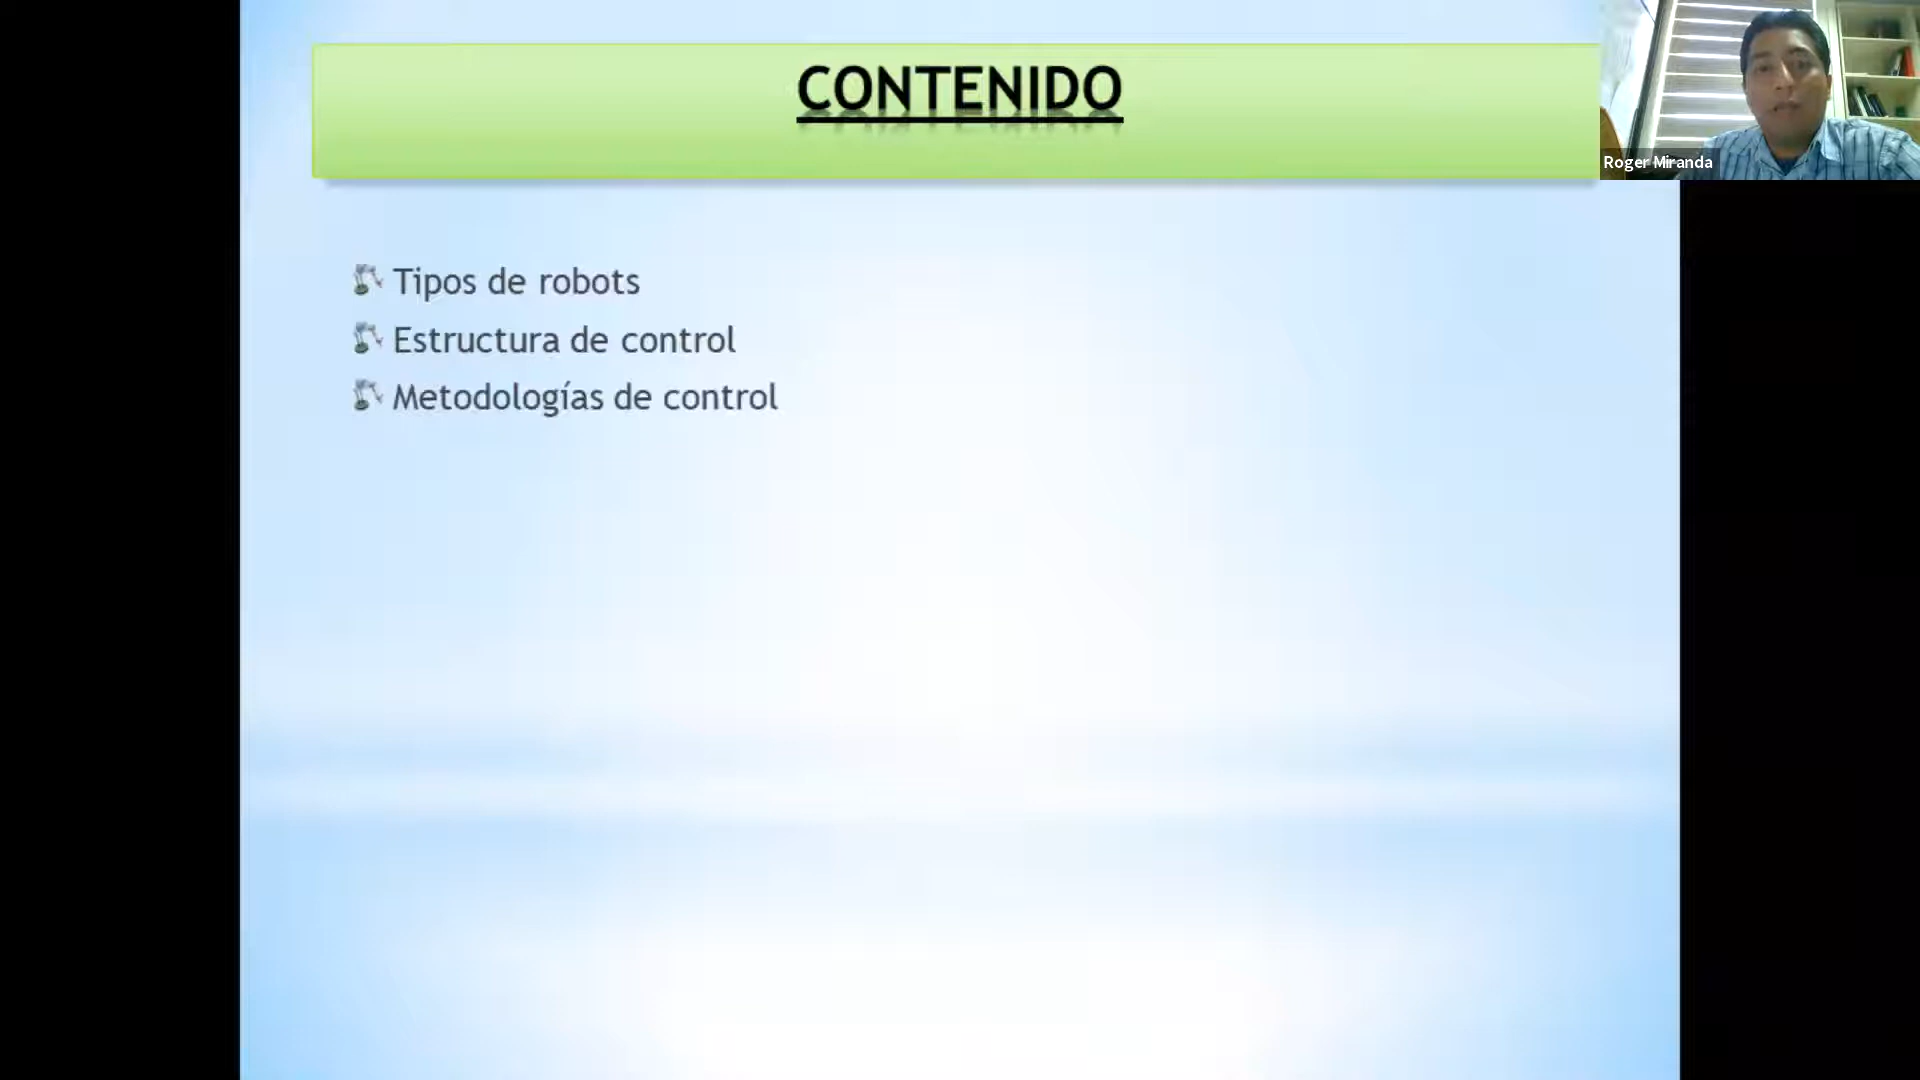 CONTENIDO
Roger Miranda
Tipos de robots
Estructura de control
Metodologías de control